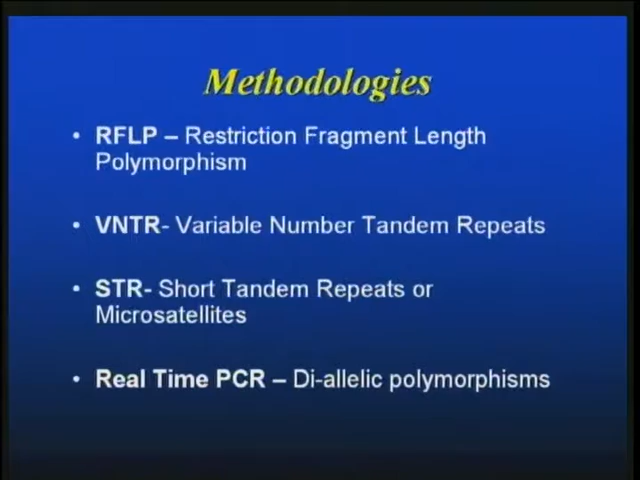 Methodologies
• RFLP – Restriction Fragment Length
Polymorphism
• VNTR- Variable Number Tandem Repeats
• STR- Short Tandem Repeats or
Microsatellites
• Real Time PCR – Di-allelic polymorphisms